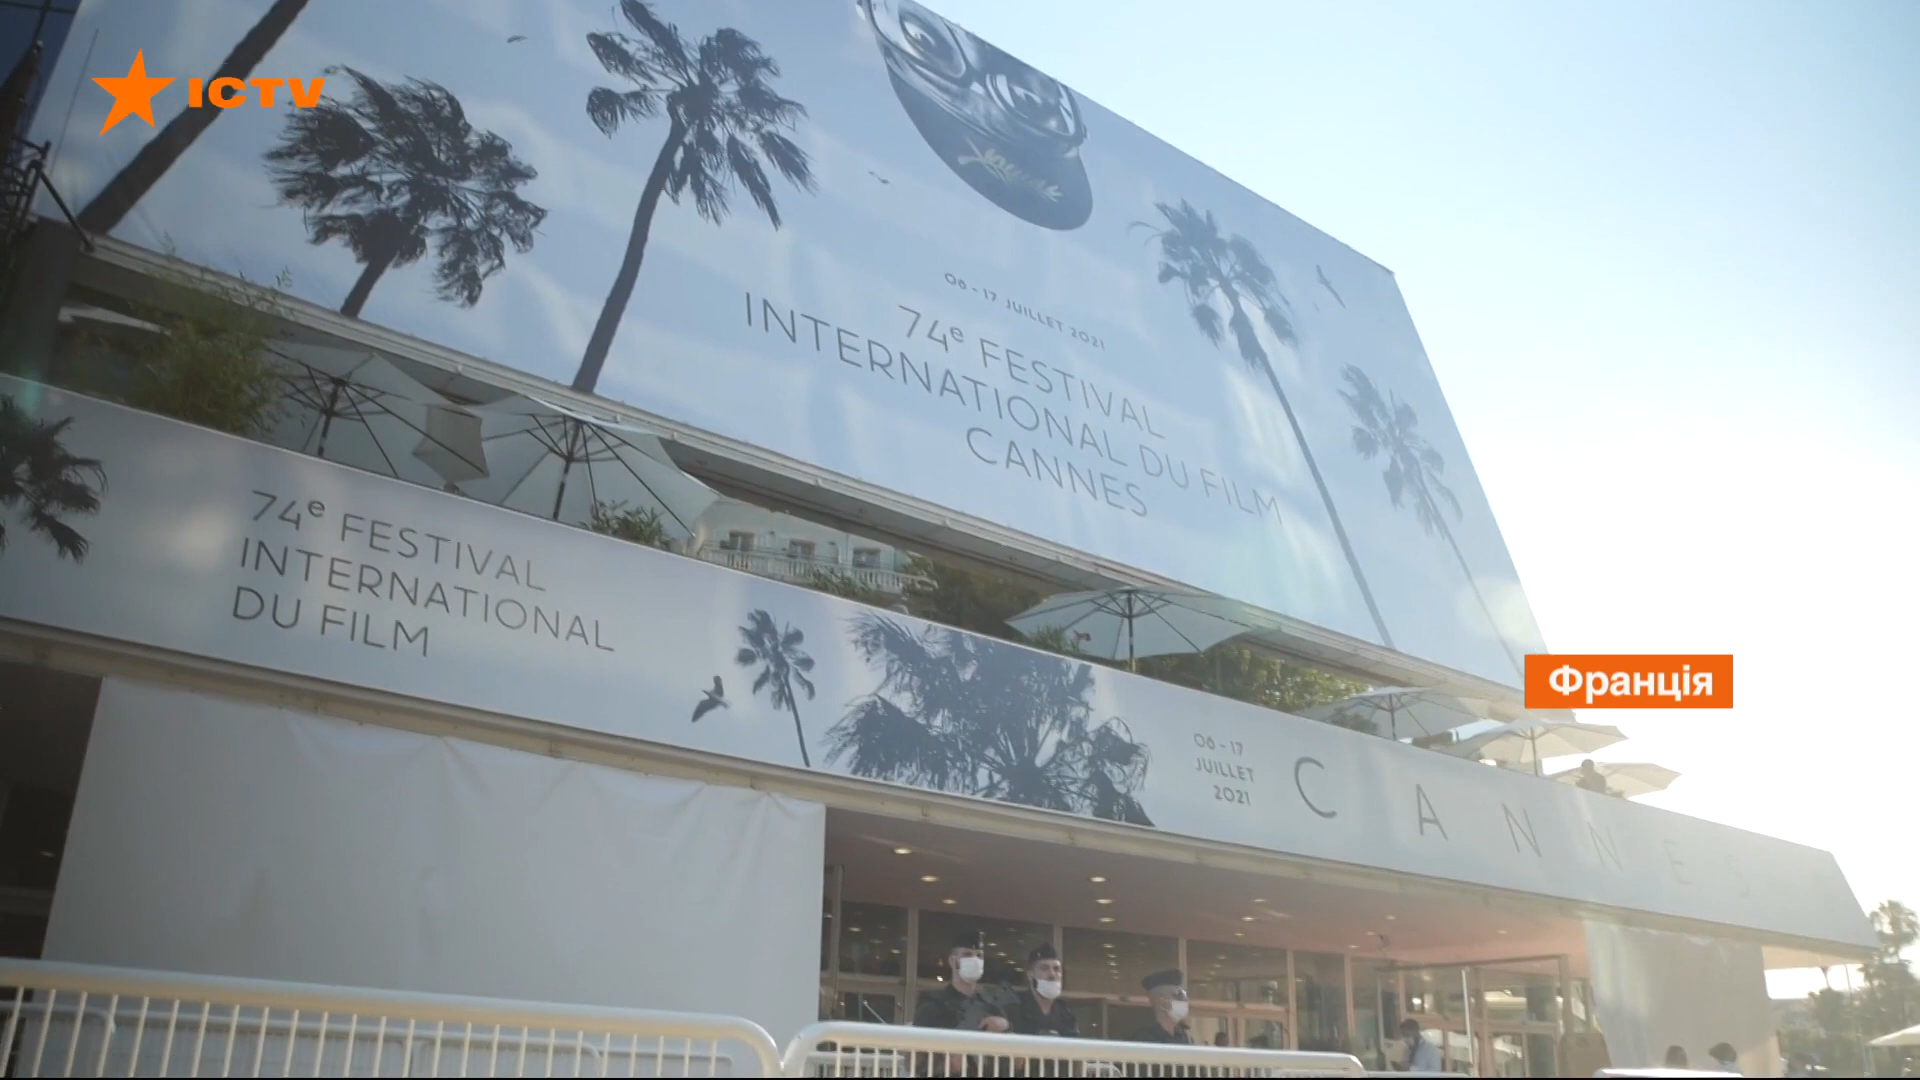 ICTV
Cannes
06 - 17 JUILLET 2021
74e FESTIVAL
INTERNATIONAL DU FILM
CANNES
74e FESTIVAL
INTERNATIONAL
DU FILM
06 - 17
JUILLET
2021
CANNES
Франція